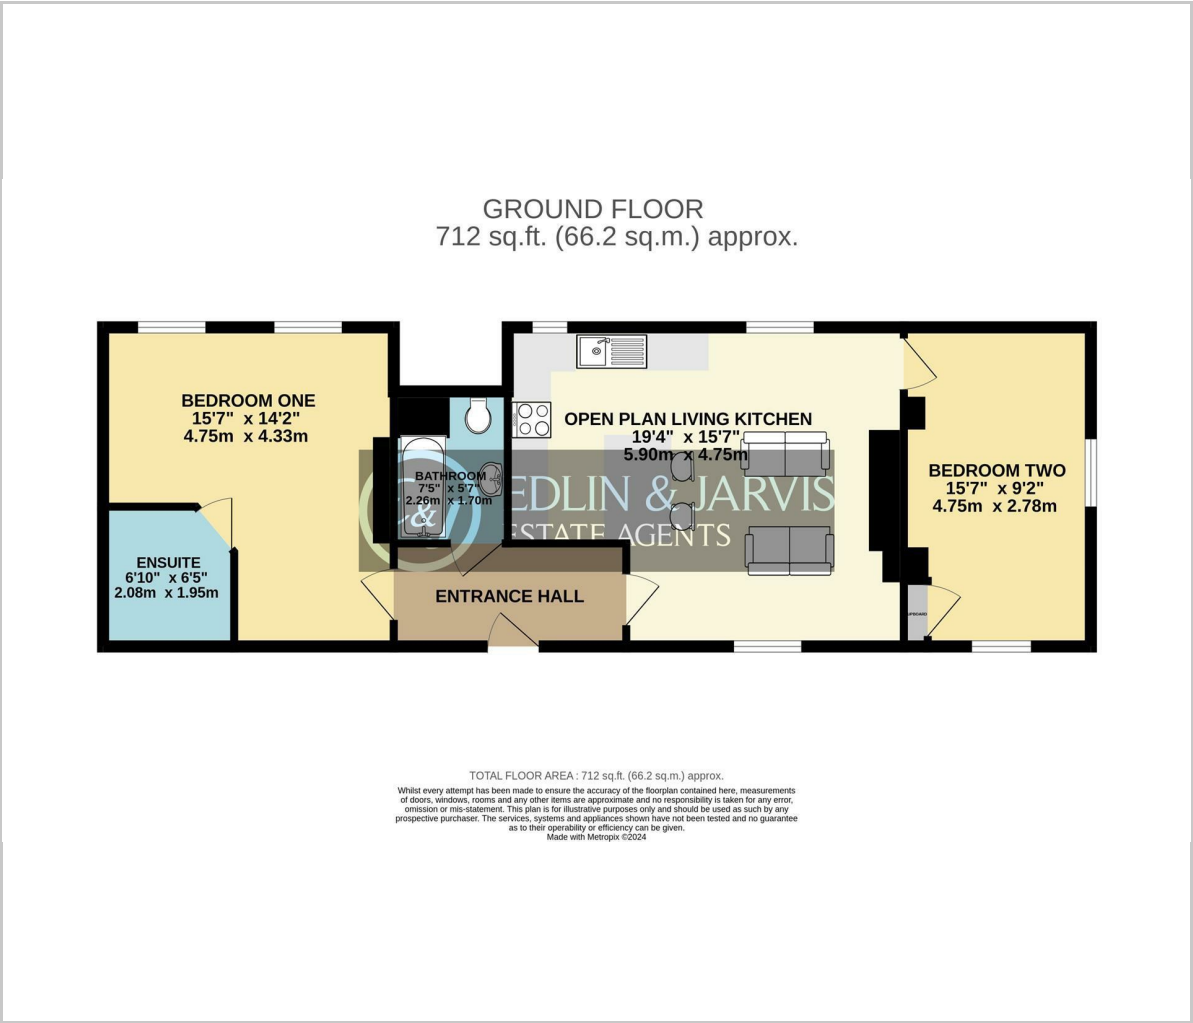 GROUND FLOOR
712 sq.ft. (66.2 sq.m.) approx.
BEDROOM ONE
15'7" x 14'2"
4.75m x 4.33m
ENSUITE
6'10" x 6'5"
2.08m x 1.95m
BATHROOM
7'5" x 5'7"
2.26m x 1.70m
ENTRANCE HALL
OPEN PLAN LIVING KITCHEN
19'4" x 15'7"
5.90m x 4.75m
BEDROOM TWO
15'7" x 9'2"
4.75m x 2.78m
&
EDLIN & JARVIS
ESTATE AGENTS
TOTAL FLOOR AREA : 712 sq.ft. (66.2 sq.m.) approx.
Whilst every attempt has been made to ensure the accuracy of the floorplan contained here, measurements
of doors, windows, rooms and any other items are approximate and no responsibility is taken for any error,
omission or mis-statement. This plan is for illustrative purposes only and should be used as such by any
prospective purchaser. The services, systems and appliances shown have not been tested and no guarantee
as to their operability or efficiency can be given.
Made with Metropix ©2024